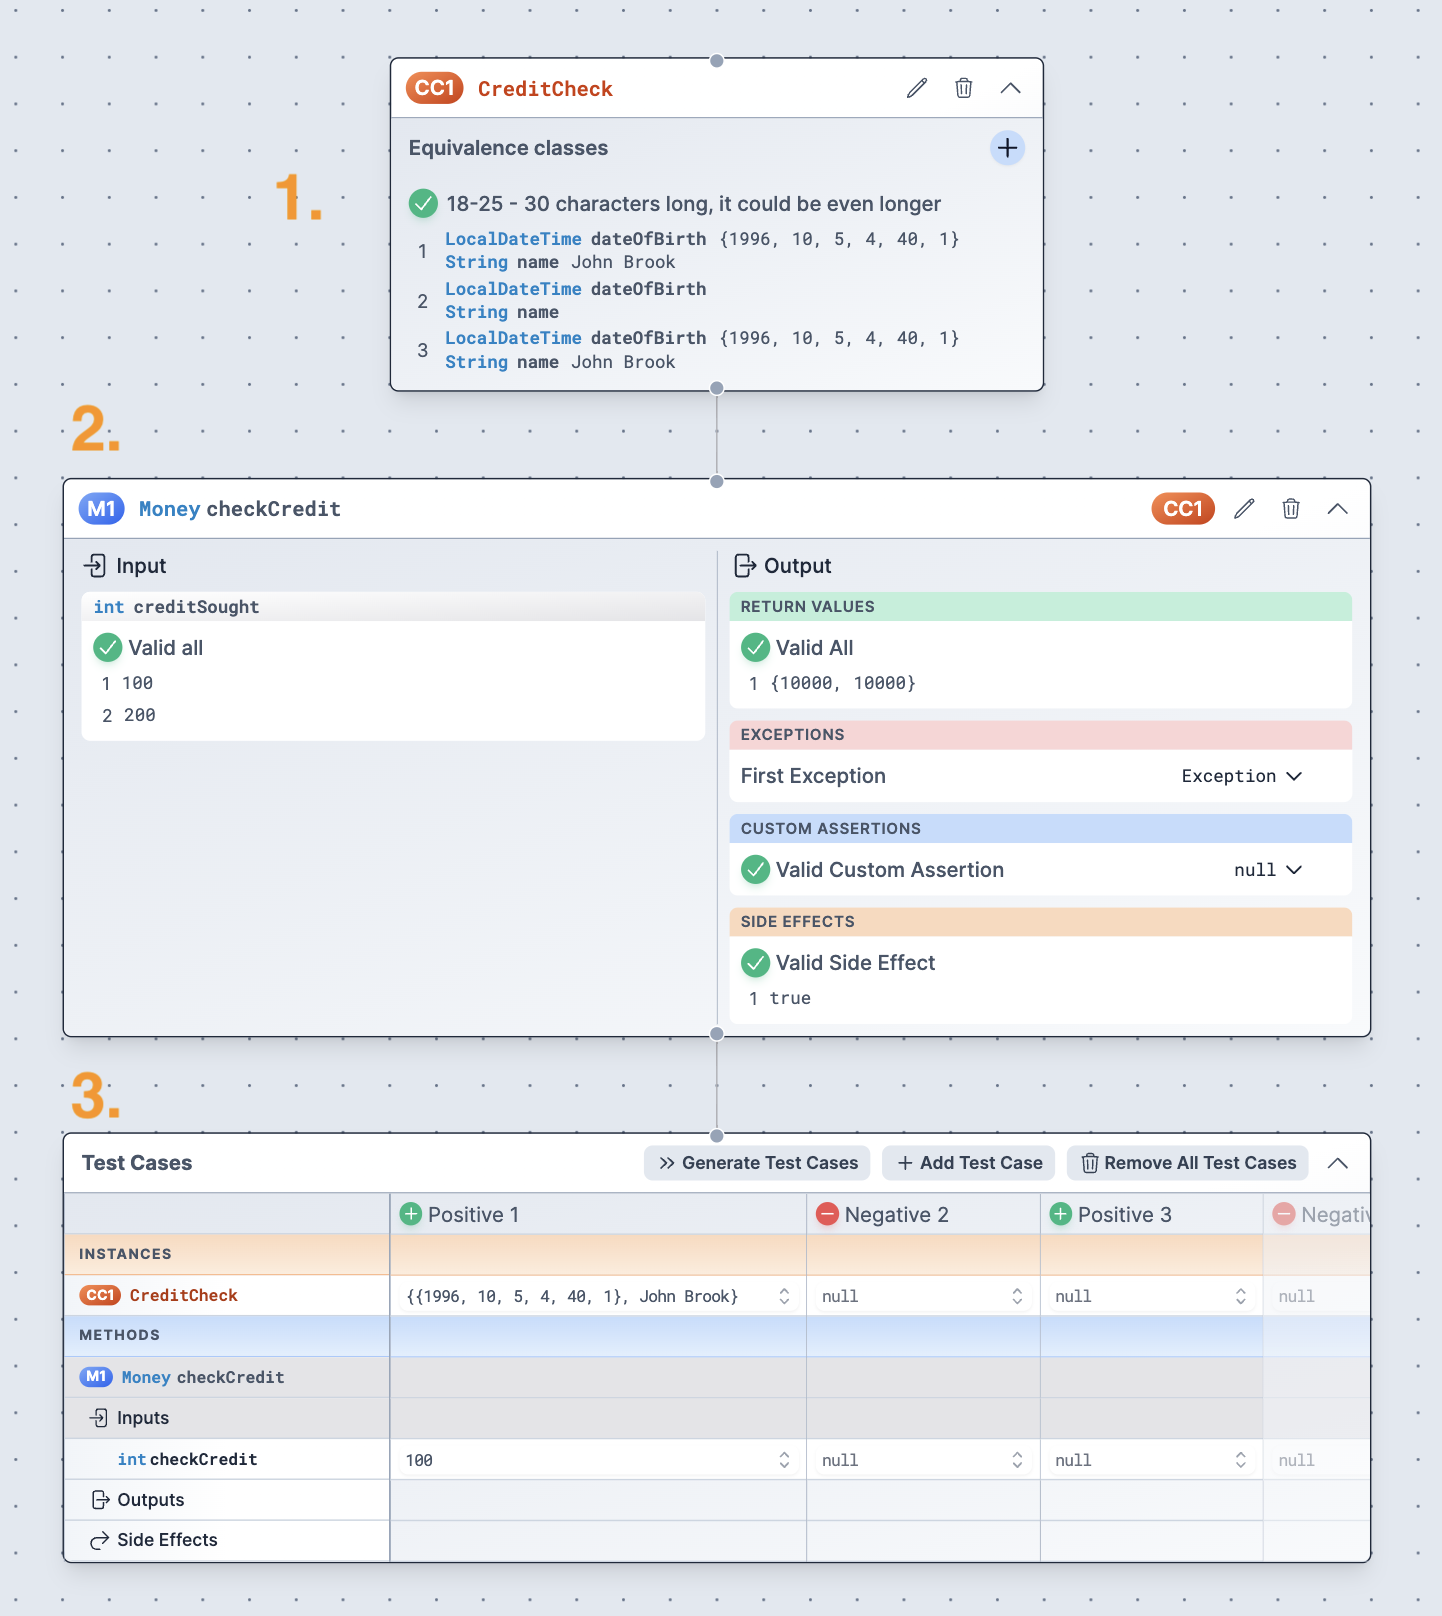 1.
CC1 CreditCheck
Equivalence classes
18-25 - 30 characters long, it could be even longer
1
LocalDateTime dateOfBirth {1996, 10, 5, 4, 40, 1}
String name John Brook
2
LocalDateTime dateOfBirth
String name
3
LocalDateTime dateOfBirth {1996, 10, 5, 4, 40, 1}
String name John Brook
2.
M1 Money checkCredit CC1
Input
int creditSought
Valid all
1 100
2 200
Output
RETURN VALUES
Valid All
1 {10000, 10000}
EXCEPTIONS
First Exception Exception
CUSTOM ASSERTIONS
Valid Custom Assertion null
SIDE EFFECTS
Valid Side Effect
1 true
3.
Test Cases Generate Test Cases Add Test Case Remove All Test Cases
Positive 1 Negative 2 Positive 3 Negativ
INSTANCES
CC1 CreditCheck {{1996, 10, 5, 4, 40, 1}, John Brook} null null null
METHODS
M1 Money checkCredit
Inputs
int checkCredit 100 null null null
Outputs
Side Effects